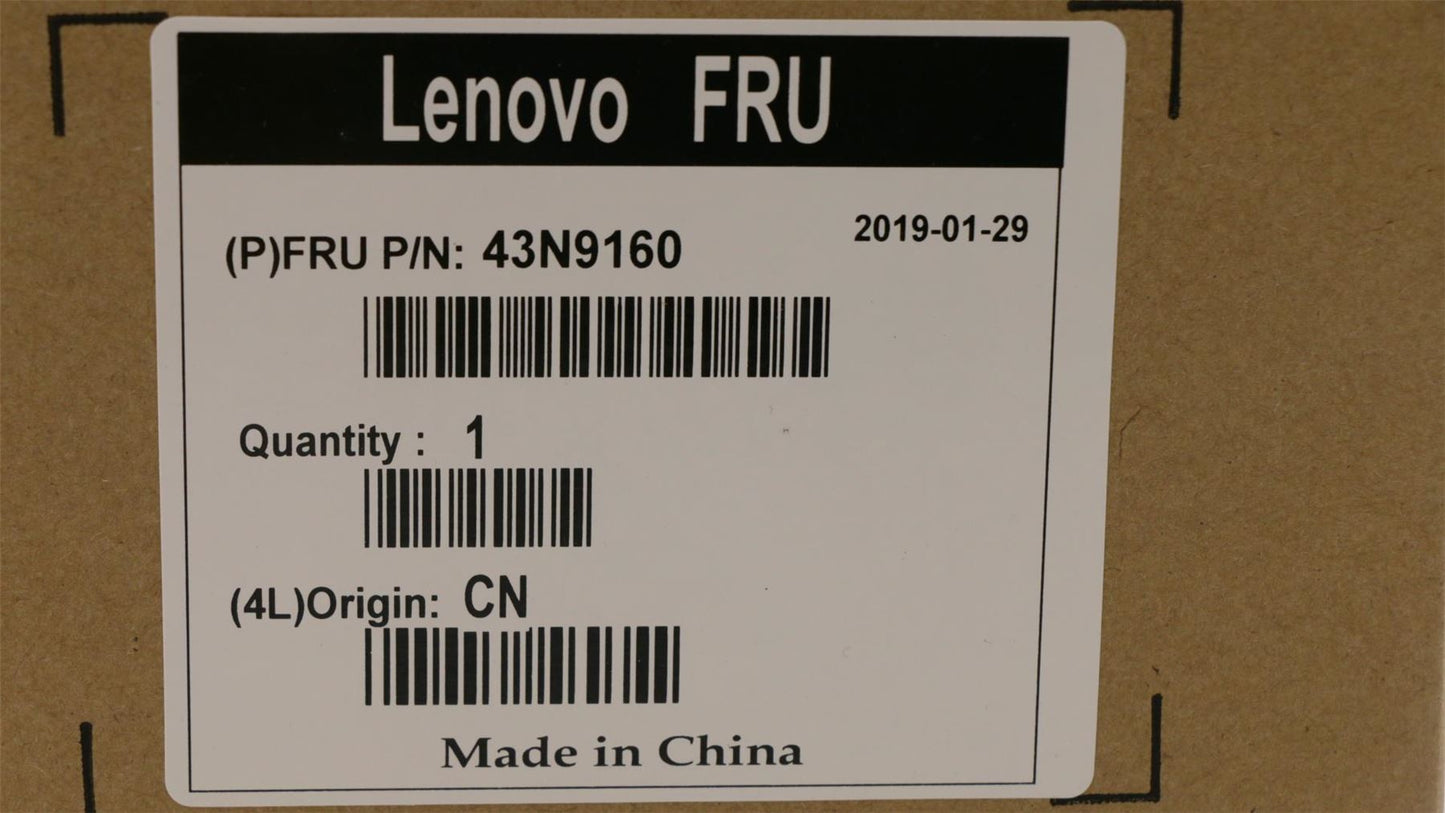 Lenovo FRU
2019-01-29
(P)FRU P/N: 43N9160
Quantity : 1
(4L)Origin: CN
Made in China